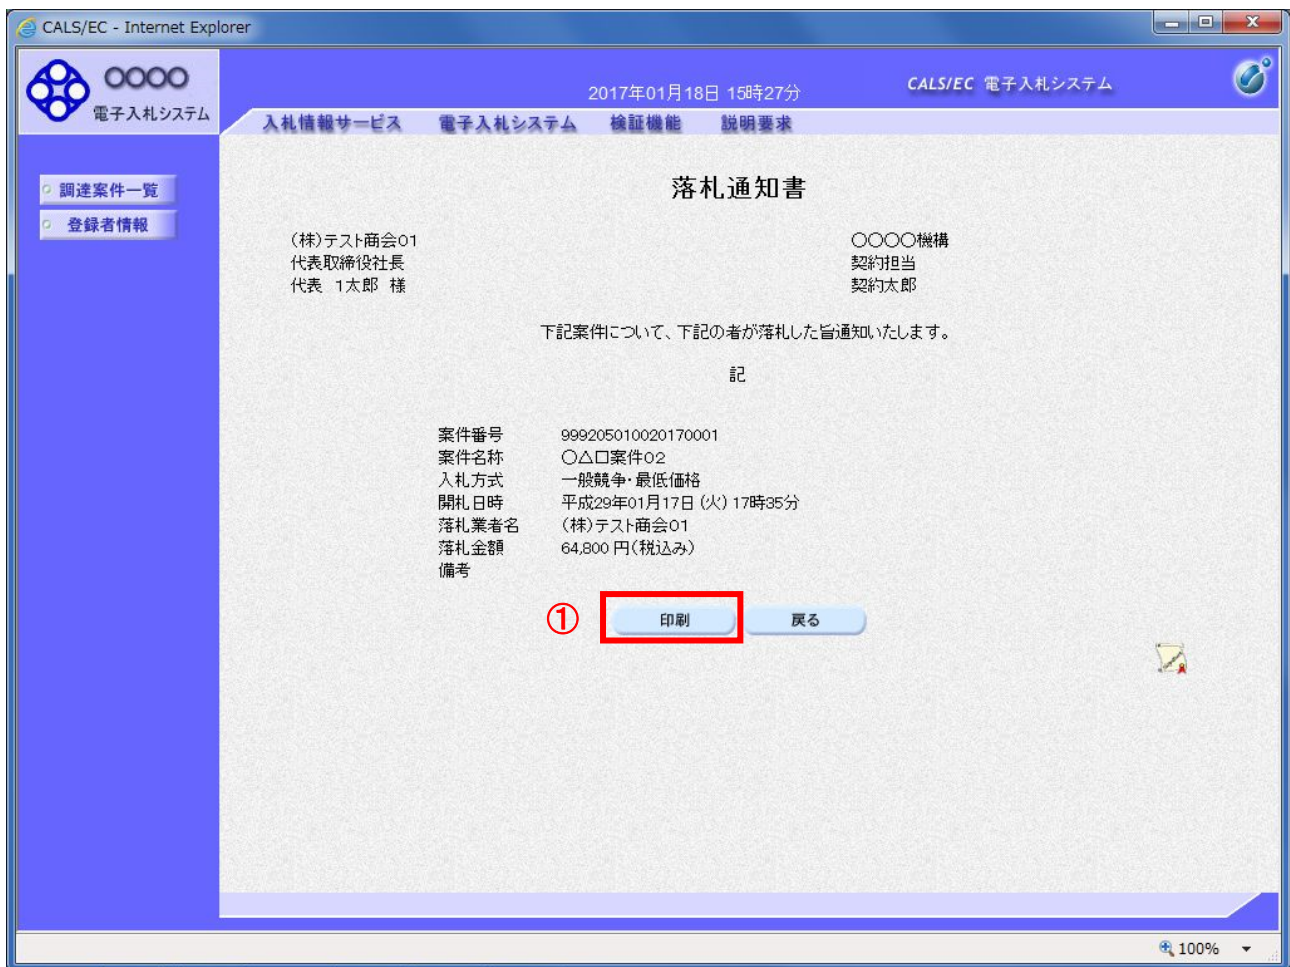 CALS/EC - Internet Explorer
OOOO
電子入札システム
2017年01月18日 15時27分
CALS/EC 電子入札システム
入札情報サービス 電子入札システム 検証機能 説明要求
調達案件一覧
登録者情報
落札通知書
(株)テスト商会01
代表取締役社長
代表 1太郎 様
〇〇〇〇機構
契約担当
契約太郎
下記案件について、下記の者が落札した旨通知いたします。
記
案件番号 999205010020170001
案件名称 〇△口案件02
入札方式 一般競争・最低価格
開札日時 平成29年01月17日 (火) 17時35分
落札業者名 (株)テスト商会01
落札金額 64,800 円(税込み)
備考
① 印刷 戻る
100%